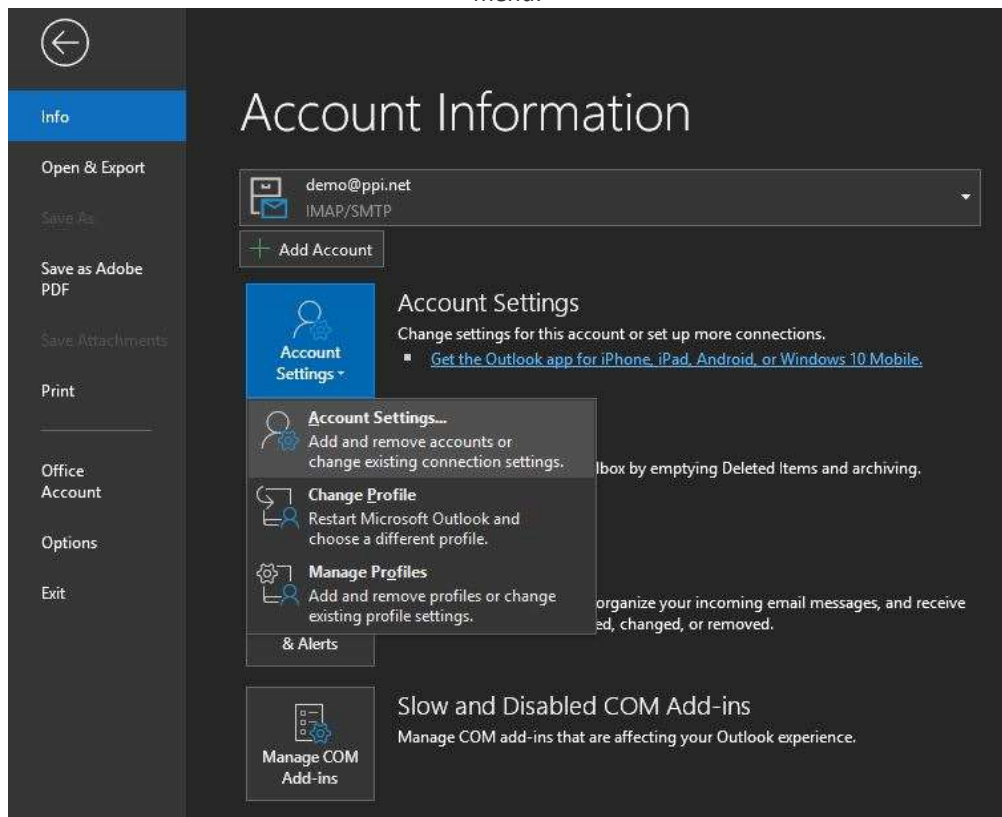 menu.
Info
Account Information
Open & Export
demo@ppi.net
IMAP/SMTP
Save As
Add Account
Save as Adobe
PDF
Account Settings
Change settings for this account or set up more connections.
Save Attachments
Account
Settings
Get the Outlook app for iPhone, iPad, Android, or Windows 10 Mobile.
Print
Account Settings...
Add and remove accounts or
change existing connection settings.
lbox by emptying Deleted Items and archiving.
Office
Account
Change Profile
Restart Microsoft Outlook and
choose a different profile.
Options
Manage Profiles
Add and remove profiles or change
existing profile settings.
Exit
organize your incoming email messages, and receive
ed, changed, or removed.
& Alerts
Slow and Disabled COM Add-ins
Manage COM add-ins that are affecting your Outlook experience.
Manage COM
Add-ins